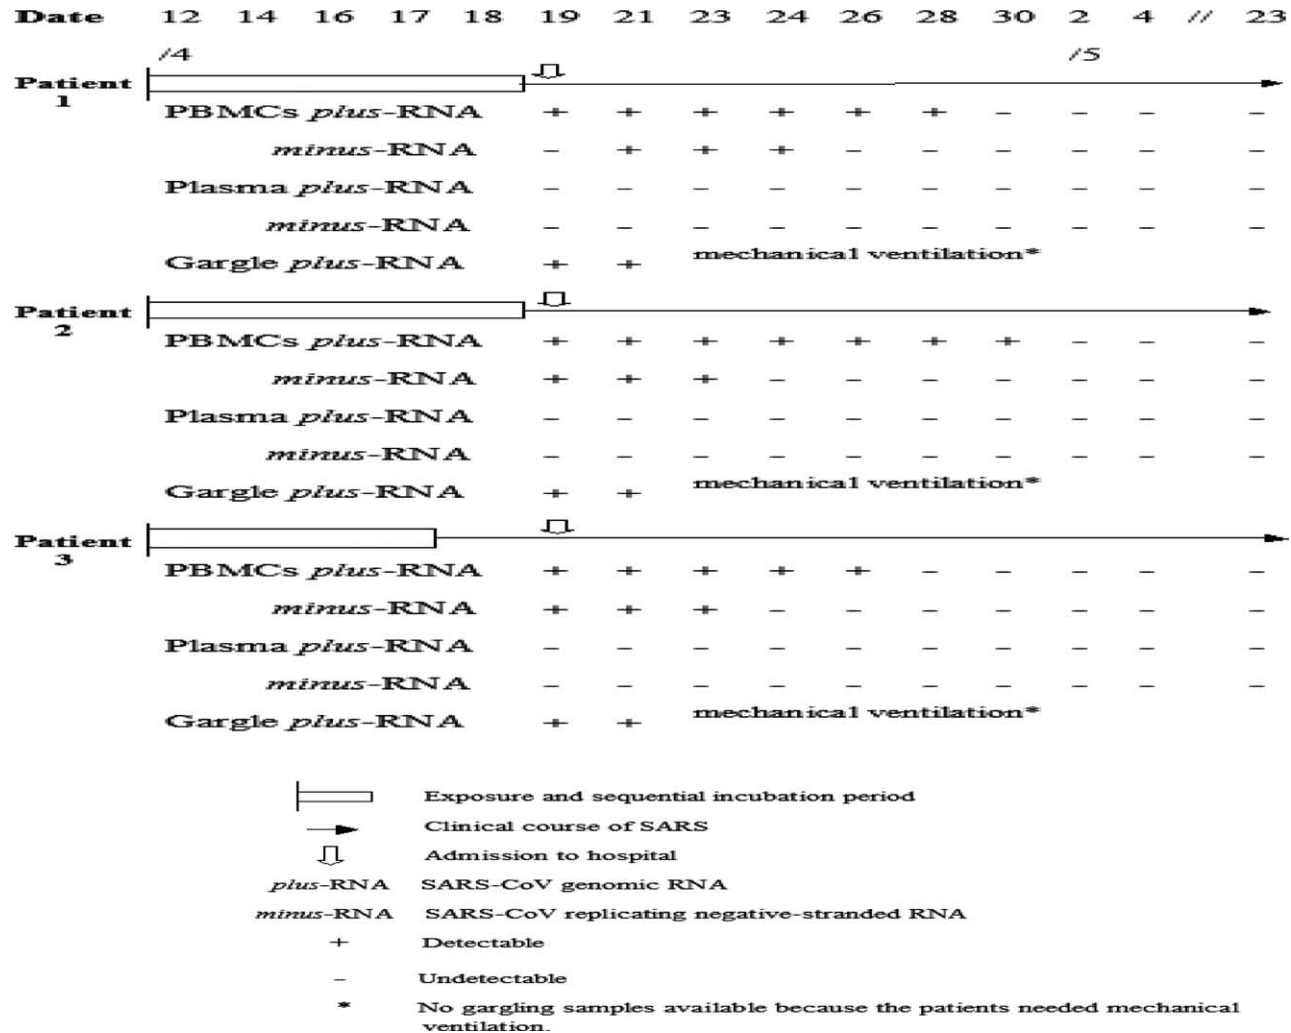 Date 12 14 16 17 18 19 21 23 24 26 28 30 2 4 // 23
/4 /5
Patient 1
PBMCs plus-RNA + + + + + + – – – –
minus-RNA – + + + – – – – – –
Plasma plus-RNA – – – – – – – – – –
minus-RNA – – – – – – – – – –
Gargle plus-RNA + + mechanical ventilation*
Patient 2
PBMCs plus-RNA + + + + + + + – – –
minus-RNA + + + – – – – – – –
Plasma plus-RNA – – – – – – – – – –
minus-RNA – – – – – – – – – –
Gargle plus-RNA + + mechanical ventilation*
Patient 3
PBMCs plus-RNA + + + + + – – – – –
minus-RNA + + + – – – – – – –
Plasma plus-RNA – – – – – – – – – –
minus-RNA – – – – – – – – – –
Gargle plus-RNA + + mechanical ventilation*
Exposure and sequential incubation period
Clinical course of SARS
Admission to hospital
plus-RNA SARS-CoV genomic RNA
minus-RNA SARS-CoV replicating negative-stranded RNA
+ Detectable
– Undetectable
* No gargling samples available because the patients needed mechanical
ventilation.